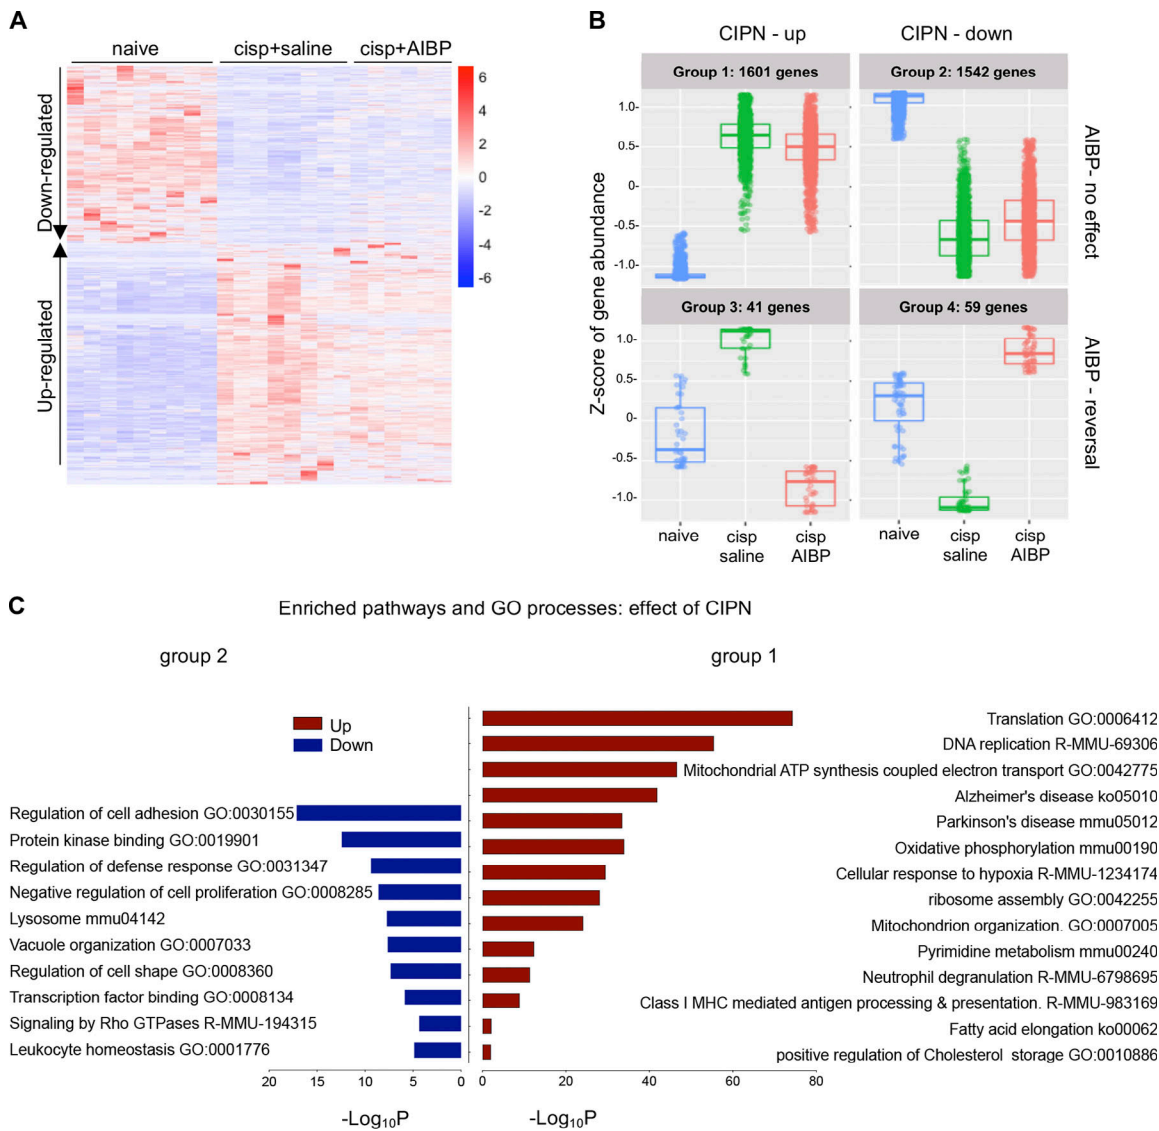 A
naive
cisp+saline
cisp+AIBP
Down-regulated
Up-regulated
6
4
2
0
-2
-4
-6
B
CIPN - up
CIPN - down
Group 1: 1601 genes
Group 2: 1542 genes
Z-score of gene abundance
1.0
0.5
0
-0.5
-1.0
AIBP- no effect
Group 3: 41 genes
Group 4: 59 genes
1.0
0.5
0
-0.5
-1.0
AIBP - reversal
naive
cisp
saline
cisp
AIBP
naive
cisp
saline
cisp
AIBP
C
Enriched pathways and GO processes: effect of CIPN
group 2
group 1
Up
Down
Regulation of cell adhesion GO:0030155
Protein kinase binding GO:0019901
Regulation of defense response GO:0031347
Negative regulation of cell proliferation GO:0008285
Lysosome mmu04142
Vacuole organization GO:0007033
Regulation of cell shape GO:0008360
Transcription factor binding GO:0008134
Signaling by Rho GTPases R-MMU-194315
Leukocyte homeostasis GO:0001776
20
15
10
5
0
-Log10P
Translation GO:0006412
DNA replication R-MMU-69306
Mitochondrial ATP synthesis coupled electron transport GO:0042775
Alzheimer's disease ko05010
Parkinson's disease mmu05012
Oxidative phosphorylation mmu00190
Cellular response to hypoxia R-MMU-1234174
ribosome assembly GO:0042255
Mitochondrion organization. GO:0007005
Pyrimidine metabolism mmu00240
Neutrophil degranulation R-MMU-6798695
Class I MHC mediated antigen processing & presentation. R-MMU-983169
Fatty acid elongation ko00062
positive regulation of Cholesterol storage GO:0010886
0
20
40
60
80
-Log10P